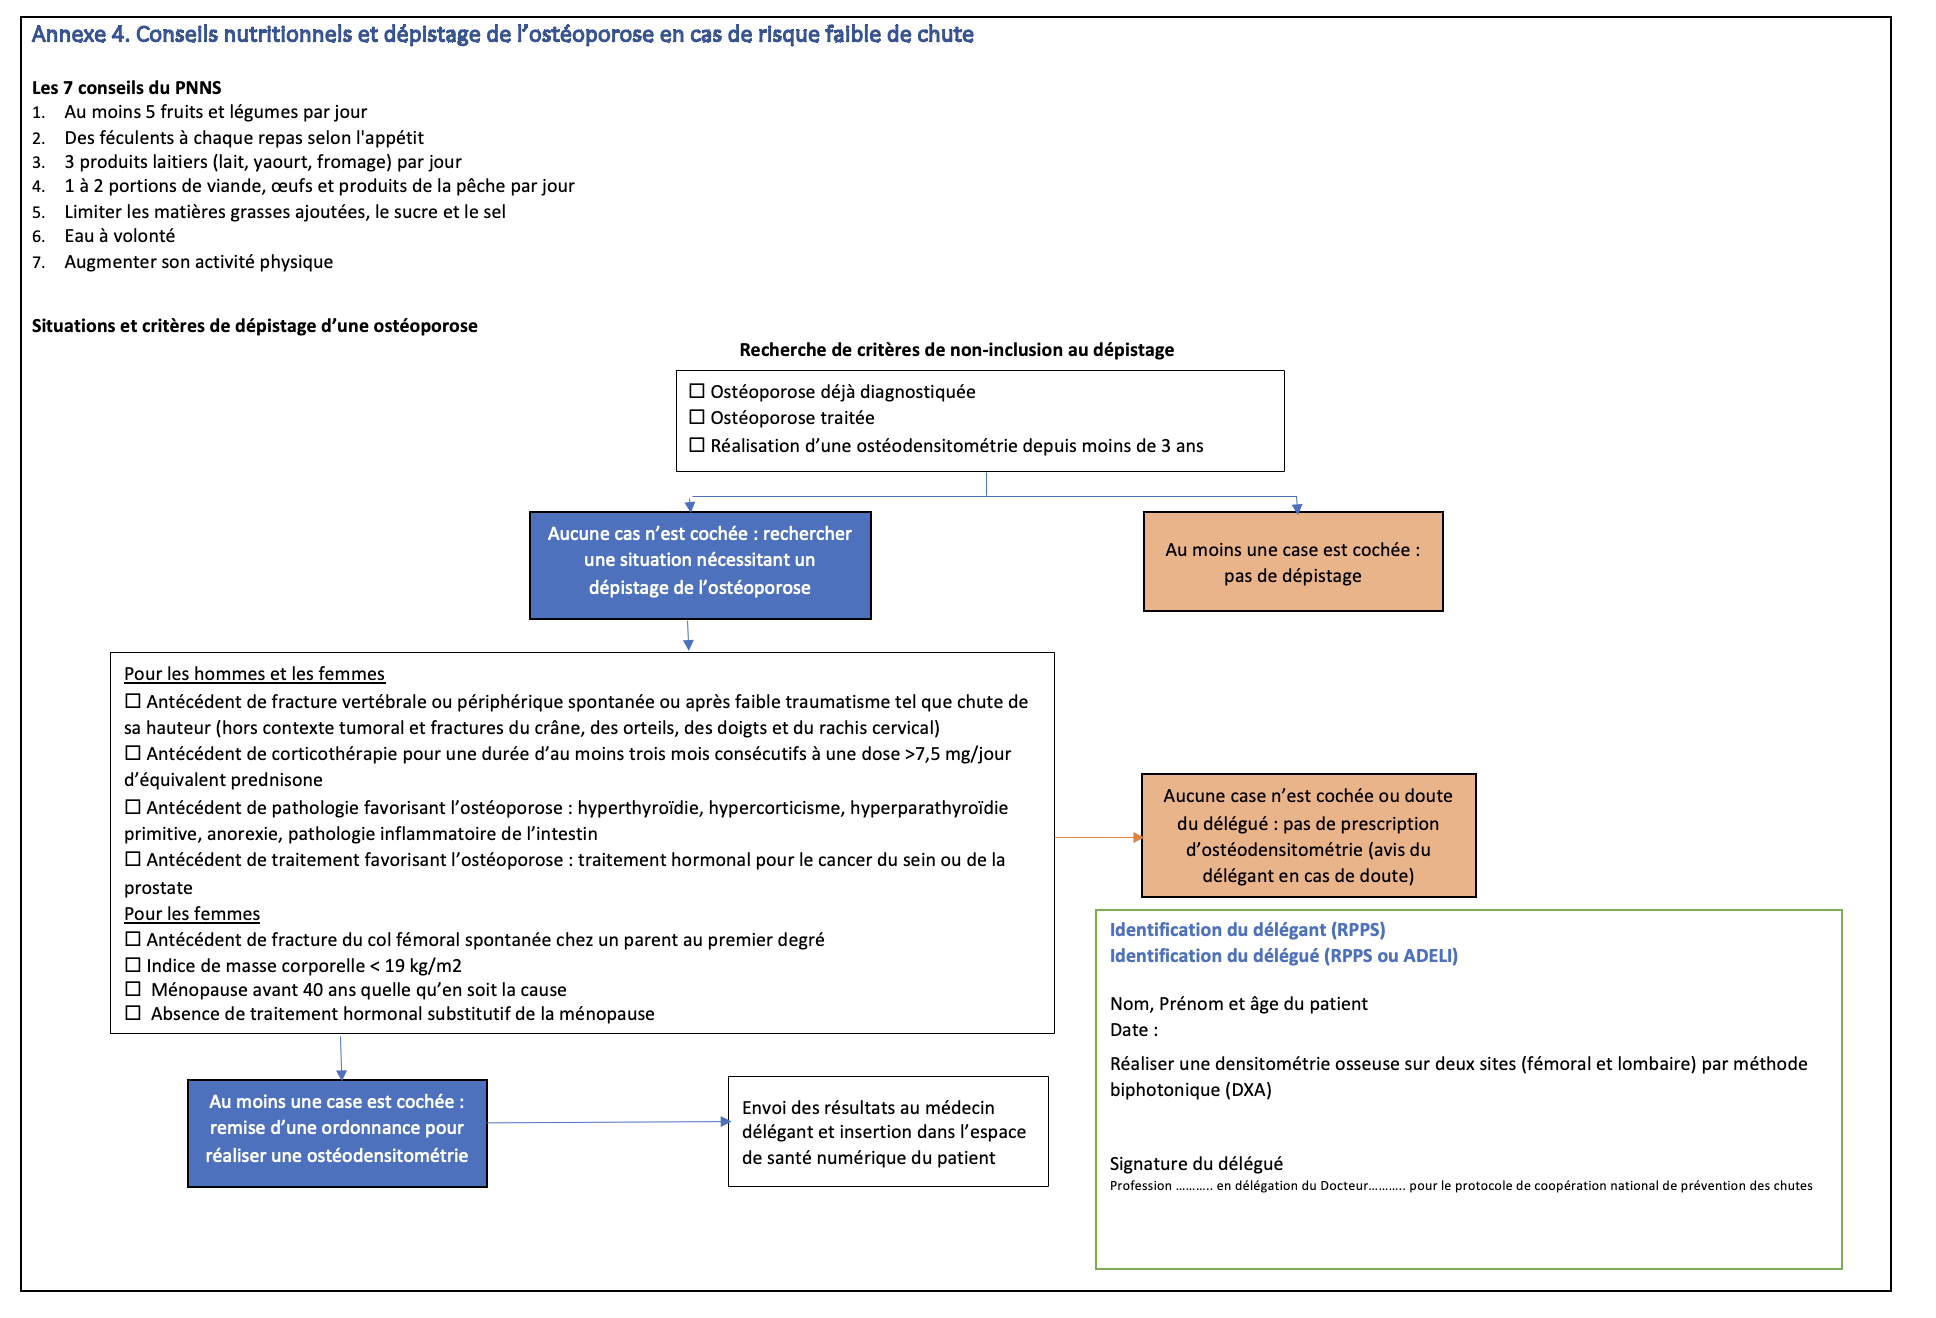 Annexe 4. Conseils nutritionnels et dépistage de l’ostéoporose en cas de risque faible de chute
Les 7 conseils du PNNS
1. Au moins 5 fruits et légumes par jour
2. Des féculents à chaque repas selon l'appétit
3. 3 produits laitiers (lait, yaourt, fromage) par jour
4. 1 à 2 portions de viande, œufs et produits de la pêche par jour
5. Limiter les matières grasses ajoutées, le sucre et le sel
6. Eau à volonté
7. Augmenter son activité physique
Situations et critères de dépistage d’une ostéoporose
Recherche de critères de non-inclusion au dépistage
☐ Ostéoporose déjà diagnostiquée
☐ Ostéoporose traitée
☐ Réalisation d’une ostéodensitométrie depuis moins de 3 ans
Aucune cas n’est cochée : rechercher
une situation nécessitant un
dépistage de l’ostéoporose
Au moins une case est cochée :
pas de dépistage
Pour les hommes et les femmes
☐ Antécédent de fracture vertébrale ou périphérique spontanée ou après faible traumatisme tel que chute de
sa hauteur (hors contexte tumoral et fractures du crâne, des orteils, des doigts et du rachis cervical)
☐ Antécédent de corticothérapie pour une durée d’au moins trois mois consécutifs à une dose >7,5 mg/jour
d’équivalent prednisone
☐ Antécédent de pathologie favorisant l’ostéoporose : hyperthyroïdie, hypercorticisme, hyperparathyroïdie
primitive, anorexie, pathologie inflammatoire de l’intestin
☐ Antécédent de traitement favorisant l’ostéoporose : traitement hormonal pour le cancer du sein ou de la
prostate
Pour les femmes
☐ Antécédent de fracture du col fémoral spontanée chez un parent au premier degré
☐ Indice de masse corporelle < 19 kg/m2
☐ Ménopause avant 40 ans quelle qu’en soit la cause
☐ Absence de traitement hormonal substitutif de la ménopause
Aucune case n’est cochée ou doute
du délégué : pas de prescription
d’ostéodensitométrie (avis du
délégant en cas de doute)
Au moins une case est cochée :
remise d’une ordonnance pour
réaliser une ostéodensitométrie
Envoi des résultats au médecin
délégant et insertion dans l’espace
de santé numérique du patient
Identification du délégant (RPPS)
Identification du délégué (RPPS ou ADELI)
Nom, Prénom et âge du patient
Date :
Réaliser une densitométrie osseuse sur deux sites (fémoral et lombaire) par méthode
biphotonique (DXA)
Signature du délégué
Profession ……….. en délégation du Docteur……….. pour le protocole de coopération national de prévention des chutes